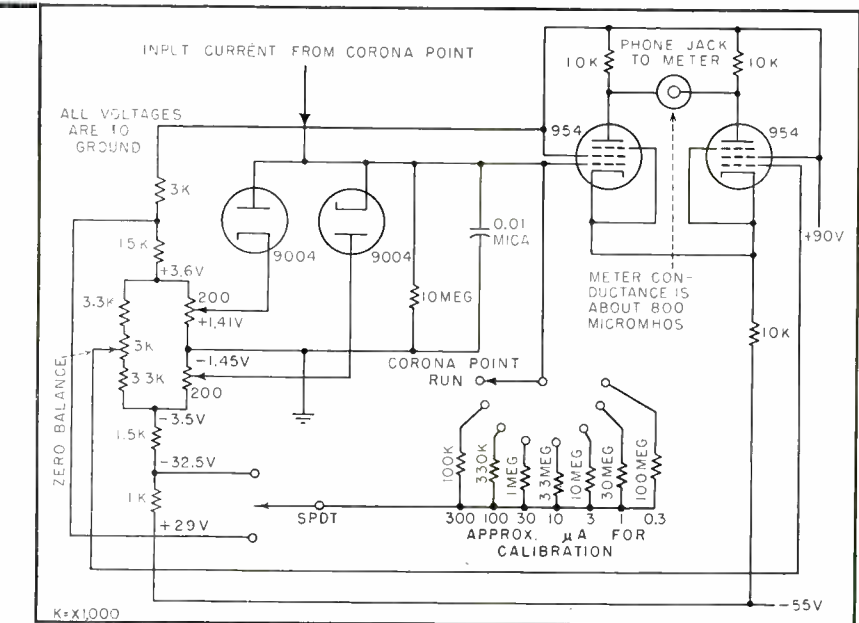 INPUT CURRENT FROM CORONA POINT
PHONE JACK
TO METER
10K
10K
ALL VOLTAGES
ARE TO
GROUND
954
954
3K
0.01
MICA
9004
9004
+90V
15K
+3.6V
METER CON-
DUCTANCE IS
ABOUT 800
MICROMHOS
3.3K
200
+1.41V
10MEG
10K
3K
-1.45V
CORONA POINT
RUN
3.3K
200
ZERO BALANCE
-3.5V
1.5K
-32.5V
100K
330K
1MEG
3.3MEG
10MEG
30MEG
100MEG
1K
SPDT
300 100 30 10 3 1 0.3
+29V
APPROX. μA FOR
CALIBRATION
-55V
K=X1,000